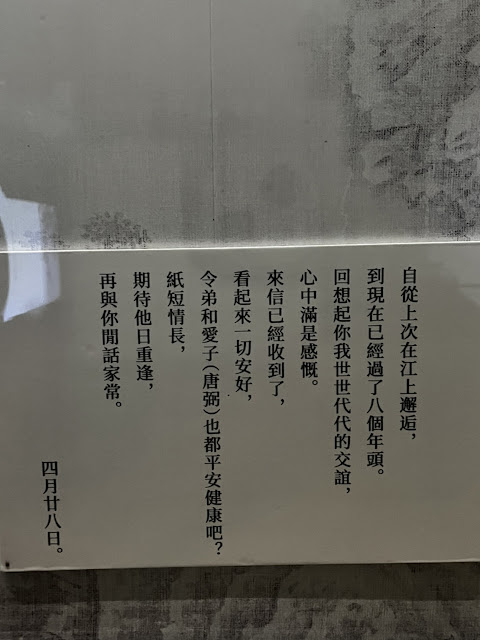 自從上次在江上邂逅，
到現在已經過了八個年頭。
回想起你我世世代代的交誼，
心中滿是感慨。
來信已經收到了，
看起來一切安好，
令弟和愛子（唐弼）也都平安健康吧？
紙短情長，
期待他日重逢，
再與你閒話家常。
四月廿八日。